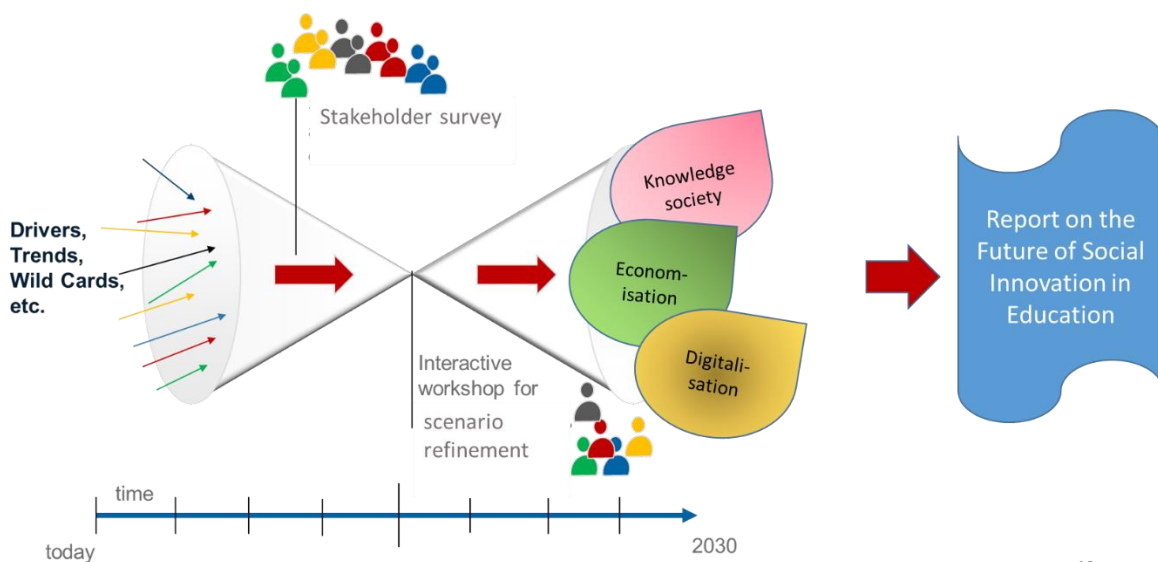 Stakeholder survey
Drivers,
Trends,
Wild Cards,
etc.
Knowledge
society
Econom-
isation
Digitali-
sation
Interactive
workshop for
scenario
refinement
Report on the
Future of Social
Innovation in
Education
time
today
2030